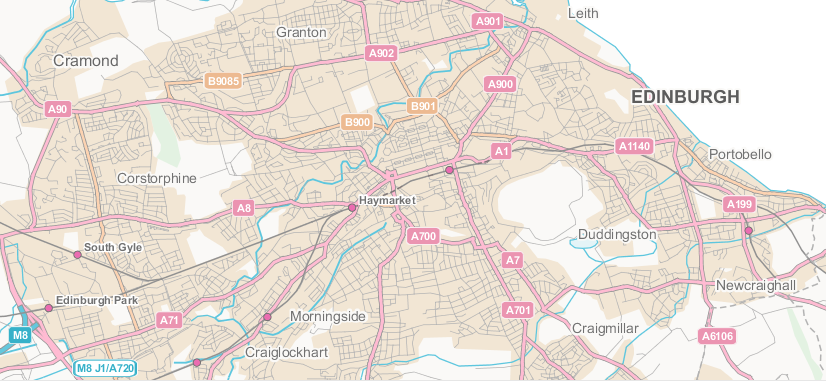 Leith
A901
Granton
A902
Cramond
B9085
A900
EDINBURGH
A90
B901
B900
A1
A1140
Portobello
Corstorphine
Haymarket
A8
A199
A700
Duddingston
South Gyle
A7
Newcraighall
Edinburgh Park
A701
A71
Morningside
Craigmillar
M8
A6106
Craiglockhart
M8 J1/A720